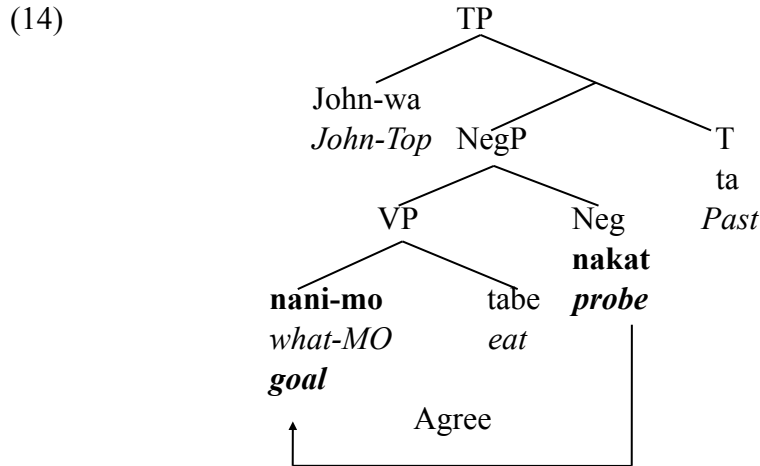 (14)
TP
John-wa
John-Top
NegP
T
ta
Past
VP
Neg
nakat
probe
nani-mo
what-MO
goal
tabe
eat
Agree